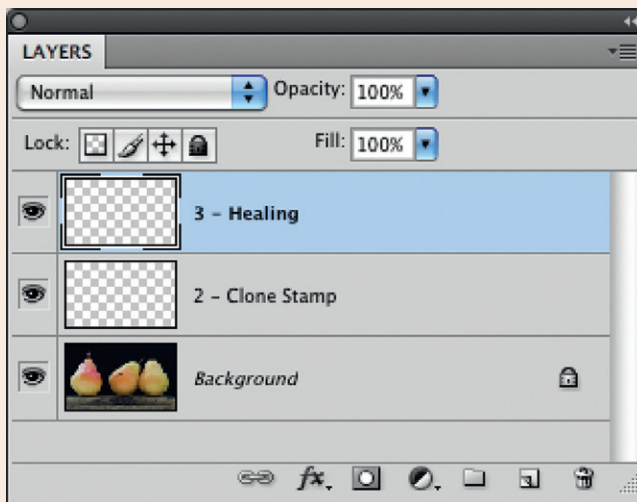 LAYERS
Normal Opacity: 100%
Lock: Fill: 100%
3 – Healing
2 – Clone Stamp
Background
fx.